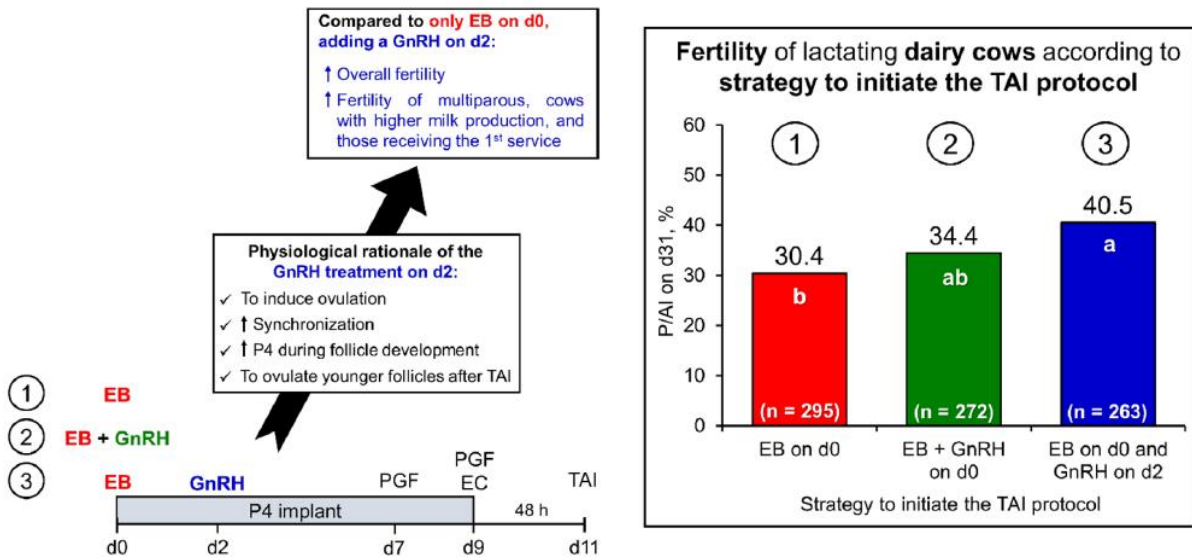 Compared to only EB on d0,
adding a GnRH on d2:
↑ Overall fertility
↑ Fertility of multiparous, cows
with higher milk production, and
those receiving the 1st service
Physiological rationale of the
GnRH treatment on d2:
✓ To induce ovulation
✓ ↑ Synchronization
✓ ↑ P4 during follicle development
✓ To ovulate younger follicles after TAI
1 EB
2 EB + GnRH
3 EB GnRH PGF PGF EC TAI
P4 implant 48 h
d0 d2 d7 d9 d11
Fertility of lactating dairy cows according to
strategy to initiate the TAI protocol
1 2 3
P/AI on d31, %
60
50
40
30
20
10
0
30.4 34.4 40.5
b ab a
(n = 295) (n = 272) (n = 263)
EB on d0
EB + GnRH
on d0
EB on d0 and
GnRH on d2
Strategy to initiate the TAI protocol